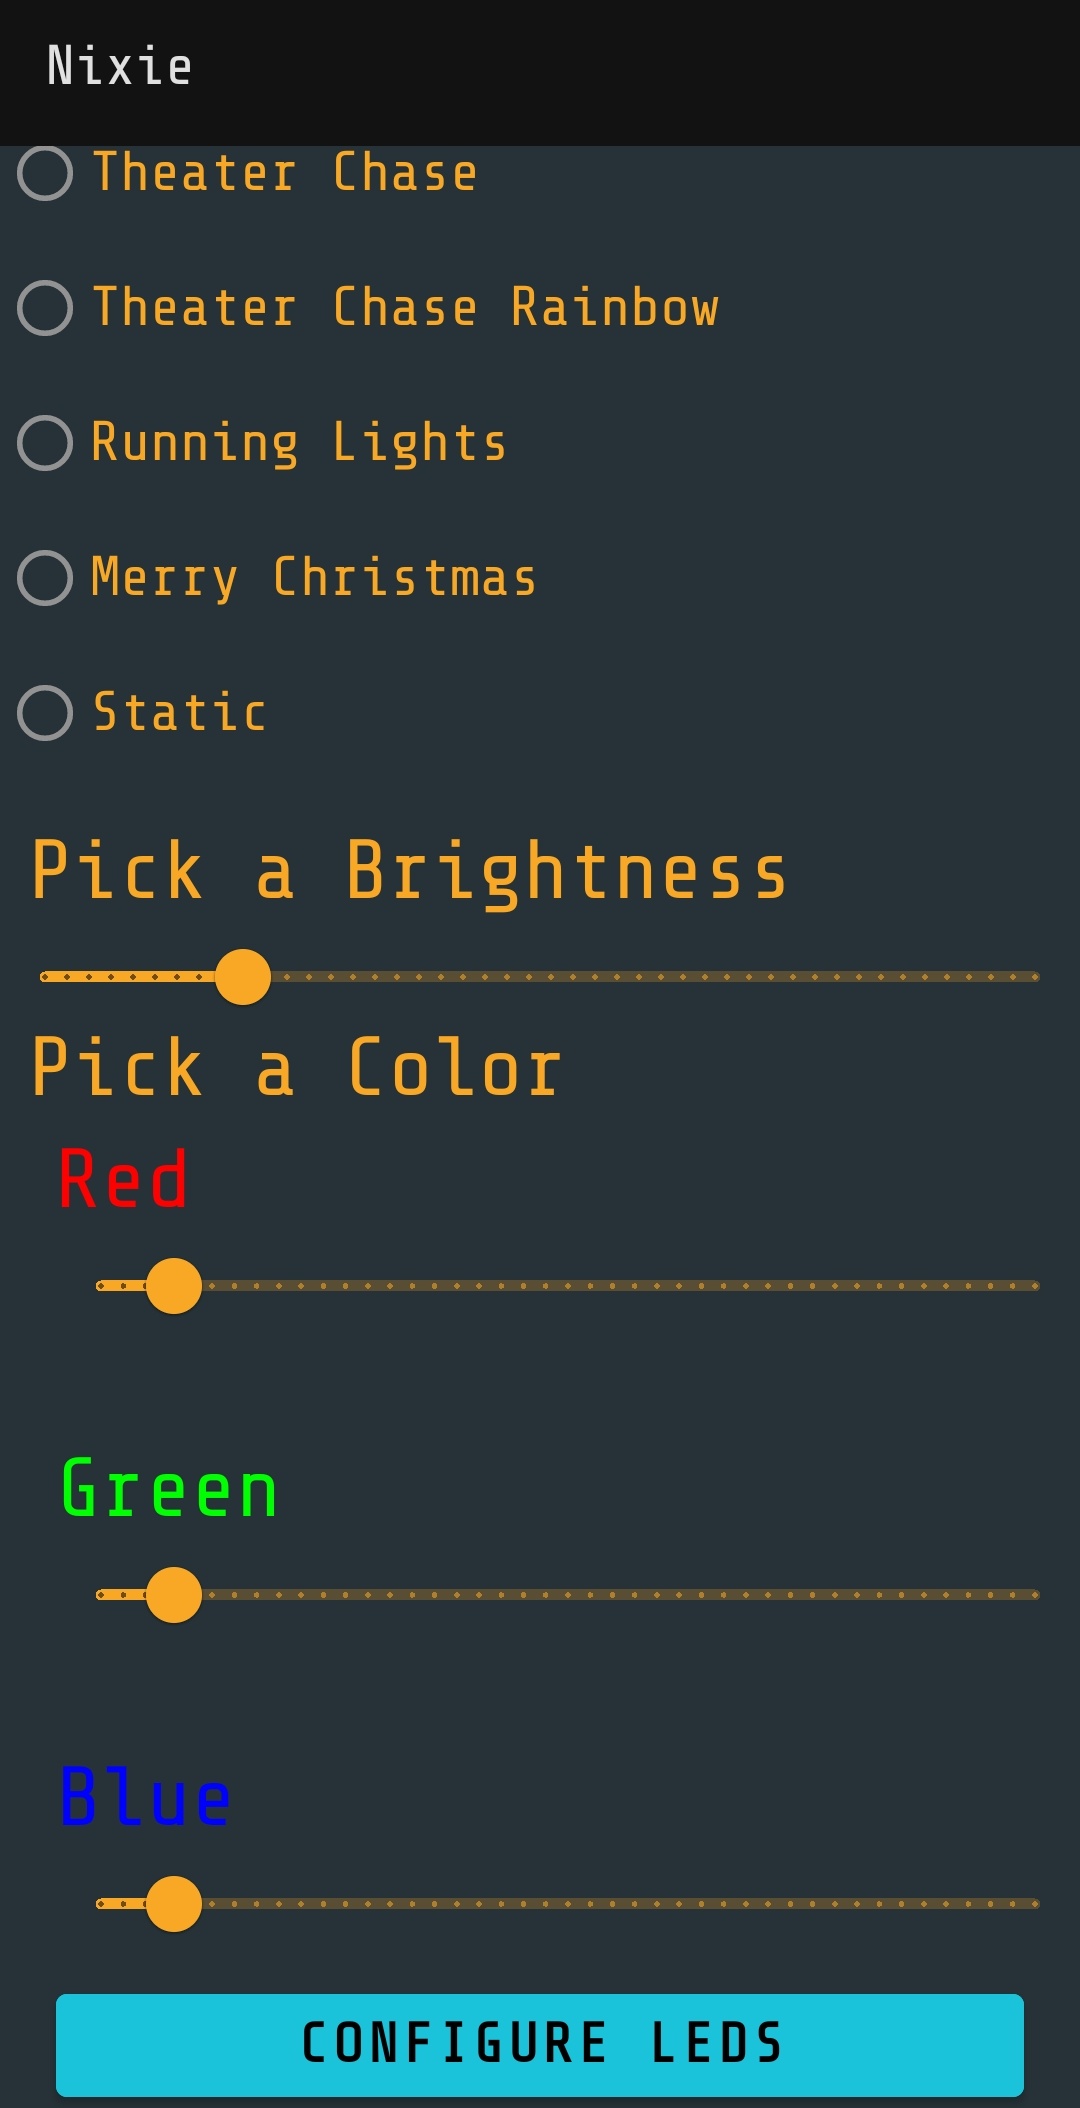 Nixie
Theater Chase
Theater Chase Rainbow
Running Lights
Merry Christmas
Static
Pick a Brightness
Pick a Color
Red
Green
Blue
CONFIGURE LEDS